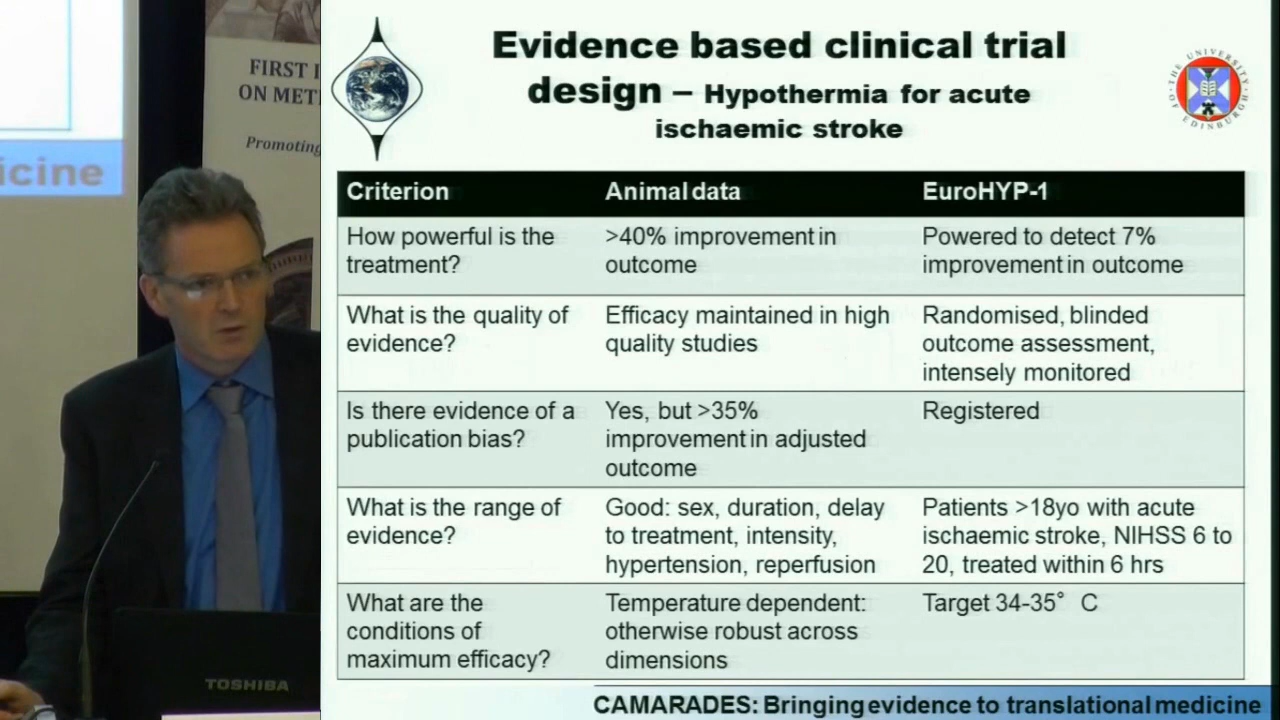 icine
FIRST
ON MET
Promoting
TOSHIBA
Evidence based clinical trial
design – Hypothermia for acute
ischaemic stroke
THE UNIVERSITY OF EDINBURGH
Criterion Animal data EuroHYP-1
How powerful is the treatment?
>40% improvement in outcome
Powered to detect 7% improvement in outcome
What is the quality of evidence?
Efficacy maintained in high quality studies
Randomised, blinded outcome assessment, intensely monitored
Is there evidence of a publication bias?
Yes, but >35% improvement in adjusted outcome
Registered
What is the range of evidence?
Good: sex, duration, delay to treatment, intensity, hypertension, reperfusion
Patients >18yo with acute ischaemic stroke, NIHSS 6 to 20, treated within 6 hrs
What are the conditions of maximum efficacy?
Temperature dependent: otherwise robust across dimensions
Target 34-35° C
CAMARADES: Bringing evidence to translational medicine